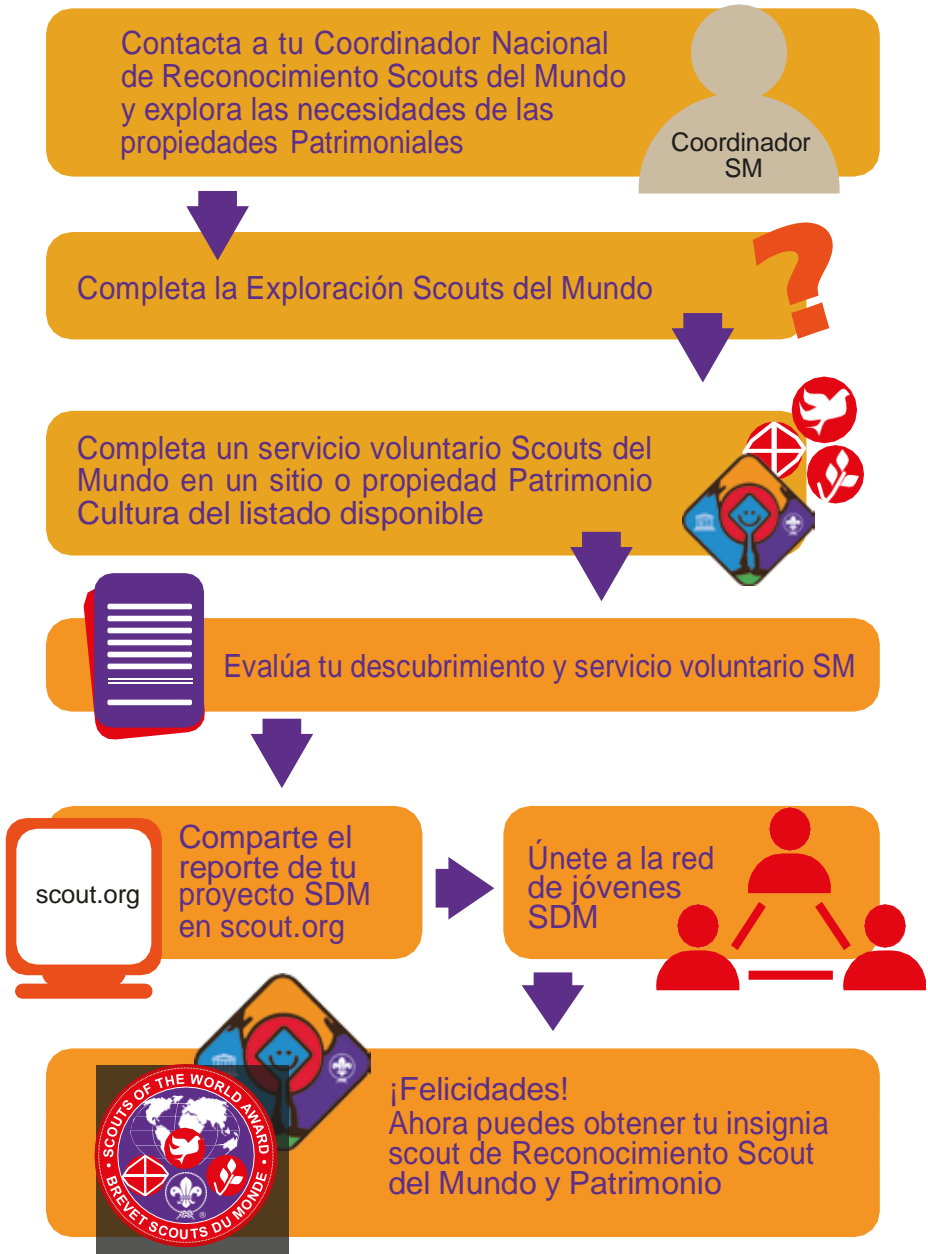 Contacta a tu Coordinador Nacional
de Reconocimiento Scouts del Mundo
y explora las necesidades de las
propiedades Patrimoniales
Coordinador
SM
Completa la Exploración Scouts del Mundo
?
Completa un servicio voluntario Scouts del
Mundo en un sitio o propiedad Patrimonio
Cultura del listado disponible
Evalúa tu descubrimiento y servicio voluntario SM
scout.org
Comparte el
reporte de tu
proyecto SDM
en scout.org
Únete a la red
de jóvenes
SDM
¡Felicidades!
Ahora puedes obtener tu insignia
scout de Reconocimiento Scout
del Mundo y Patrimonio
• SCOUTS OF THE WORLD AWARD •
BREVET SCOUTS DU MONDE
®